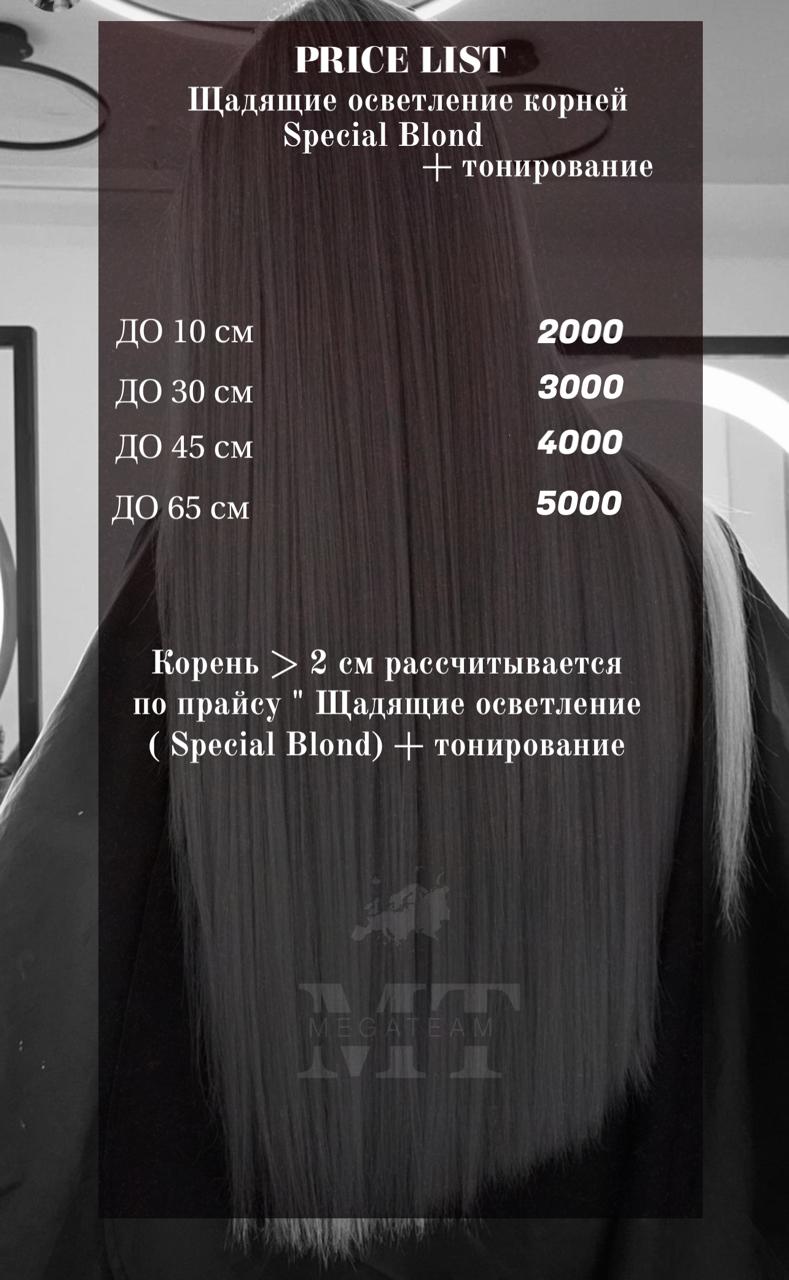 PRICE LIST
Щадящие осветление корней
Special Blond
+ тонирование
ДО 10 см 2000
ДО 30 см 3000
ДО 45 см 4000
ДО 65 см 5000
Корень > 2 см рассчитывается
по прайсу " Щадящие осветление
( Special Blond) + тонирование
MT
MEGATEAM